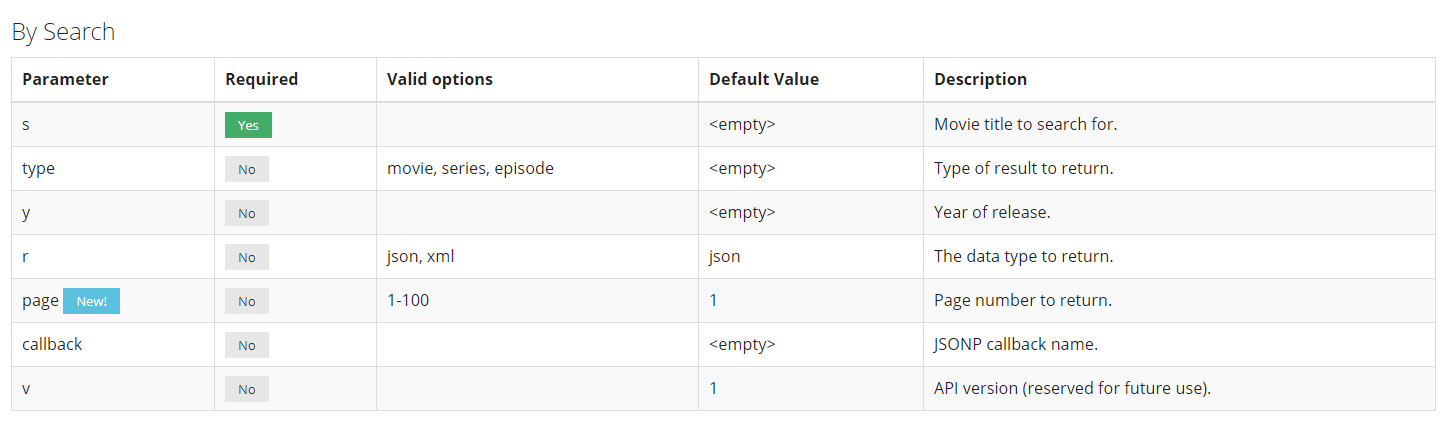 By Search
Parameter Required Valid options Default Value Description
s Yes <empty> Movie title to search for.
type No movie, series, episode <empty> Type of result to return.
y No <empty> Year of release.
r No json, xml json The data type to return.
page New! No 1-100 1 Page number to return.
callback No <empty> JSONP callback name.
v No 1 API version (reserved for future use).